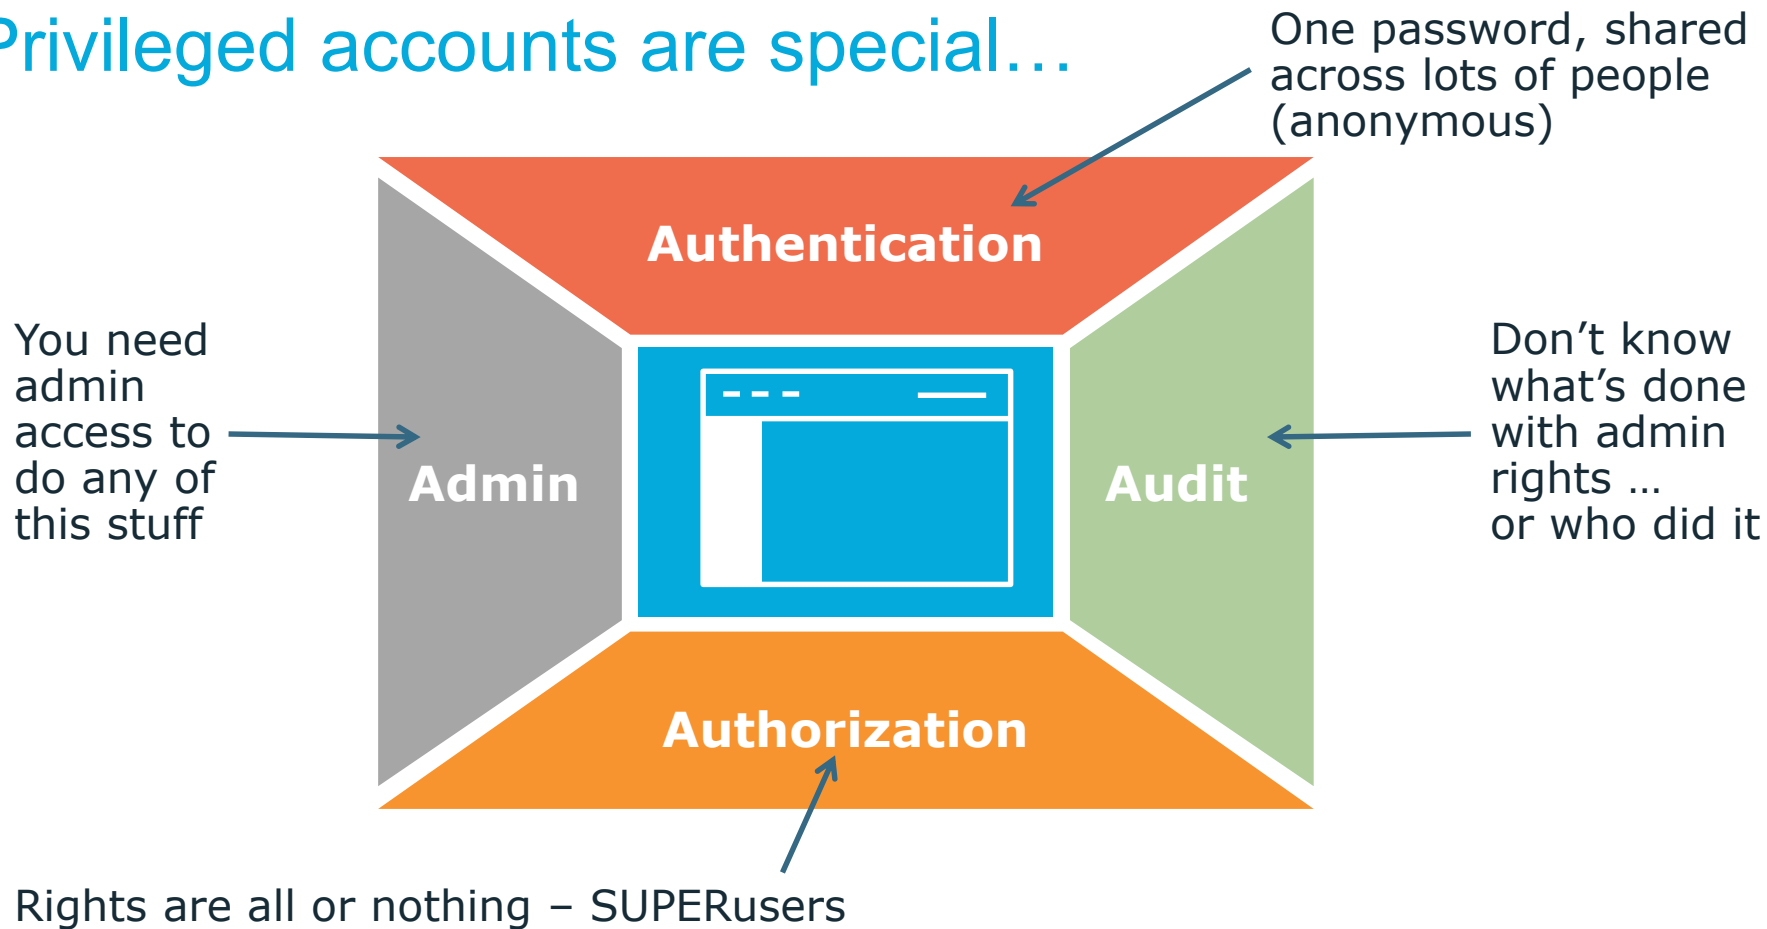 Privileged accounts are special…
One password, shared
across lots of people
(anonymous)
Authentication
You need
admin
access to
do any of
this stuff
Admin
Audit
Don’t know
what’s done
with admin
rights …
or who did it
Authorization
Rights are all or nothing – SUPERusers